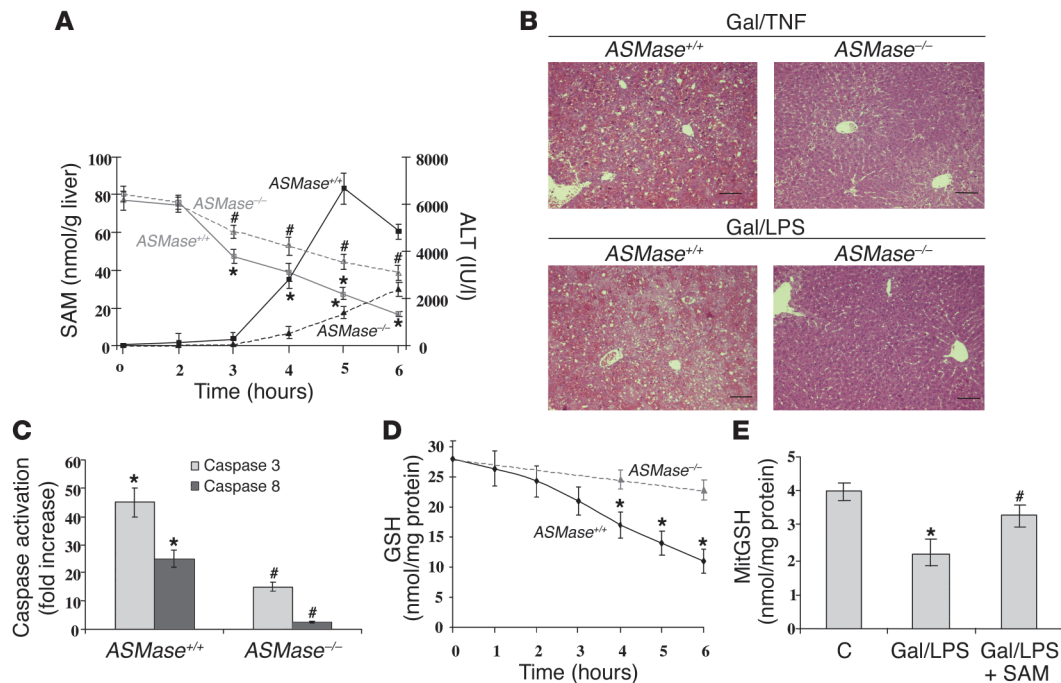 A
SAM (nmol/g liver)
100
80
60
40
20
0
8000
6000
4000
2000
0
ALT (IU/l)
ASMase+/+
ASMase–/–
ASMase+/+
ASMase–/–
#
#
#
#
*
*
*
*
*
0
2
3
4
5
6
Time (hours)
B
Gal/TNF
ASMase+/+
ASMase–/–
Gal/LPS
ASMase+/+
ASMase–/–
C
Caspase activation
(fold increase)
60
50
40
30
20
10
0
Caspase 3
Caspase 8
*
*
#
#
ASMase+/+
ASMase–/–
D
GSH
(nmol/mg protein)
30
25
20
15
10
5
0
ASMase–/–
ASMase+/+
*
*
*
0 1 2 3 4 5 6
Time (hours)
E
MitGSH
(nmol/mg protein)
5
4
3
2
1
0
*
#
C
Gal/LPS
Gal/LPS
+ SAM